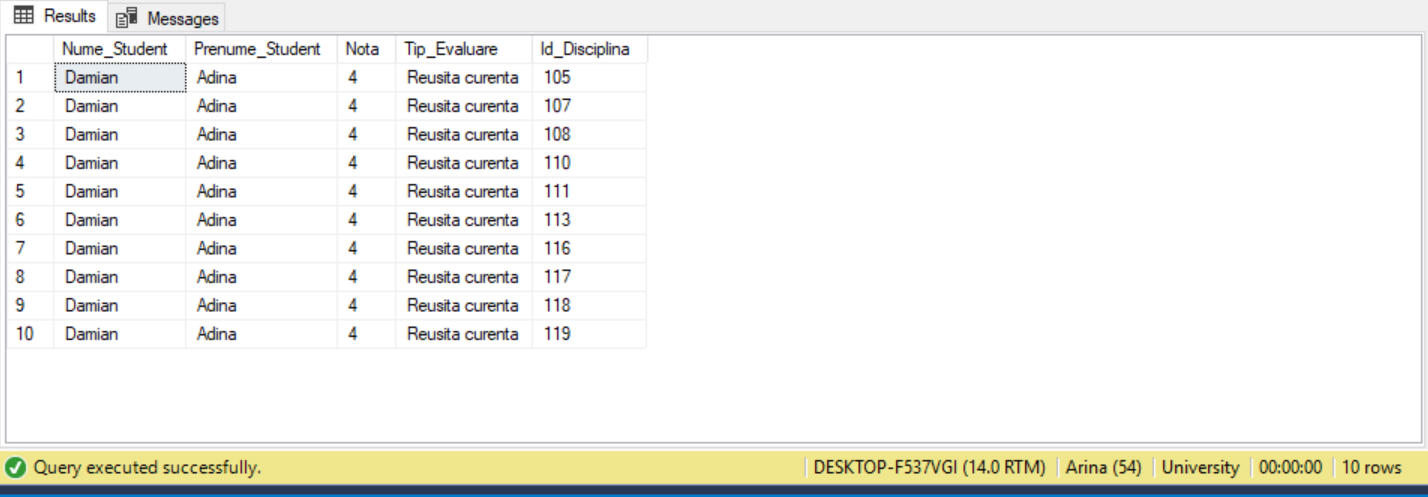 Results Messages
Nume_Student Prenume_Student Nota Tip_Evaluare Id_Disciplina
1 Damian Adina 4 Reusita curenta 105
2 Damian Adina 4 Reusita curenta 107
3 Damian Adina 4 Reusita curenta 108
4 Damian Adina 4 Reusita curenta 110
5 Damian Adina 4 Reusita curenta 111
6 Damian Adina 4 Reusita curenta 113
7 Damian Adina 4 Reusita curenta 116
8 Damian Adina 4 Reusita curenta 117
9 Damian Adina 4 Reusita curenta 118
10 Damian Adina 4 Reusita curenta 119
Query executed successfully. DESKTOP-F537VGI (14.0 RTM) Arina (54) University 00:00:00 10 rows